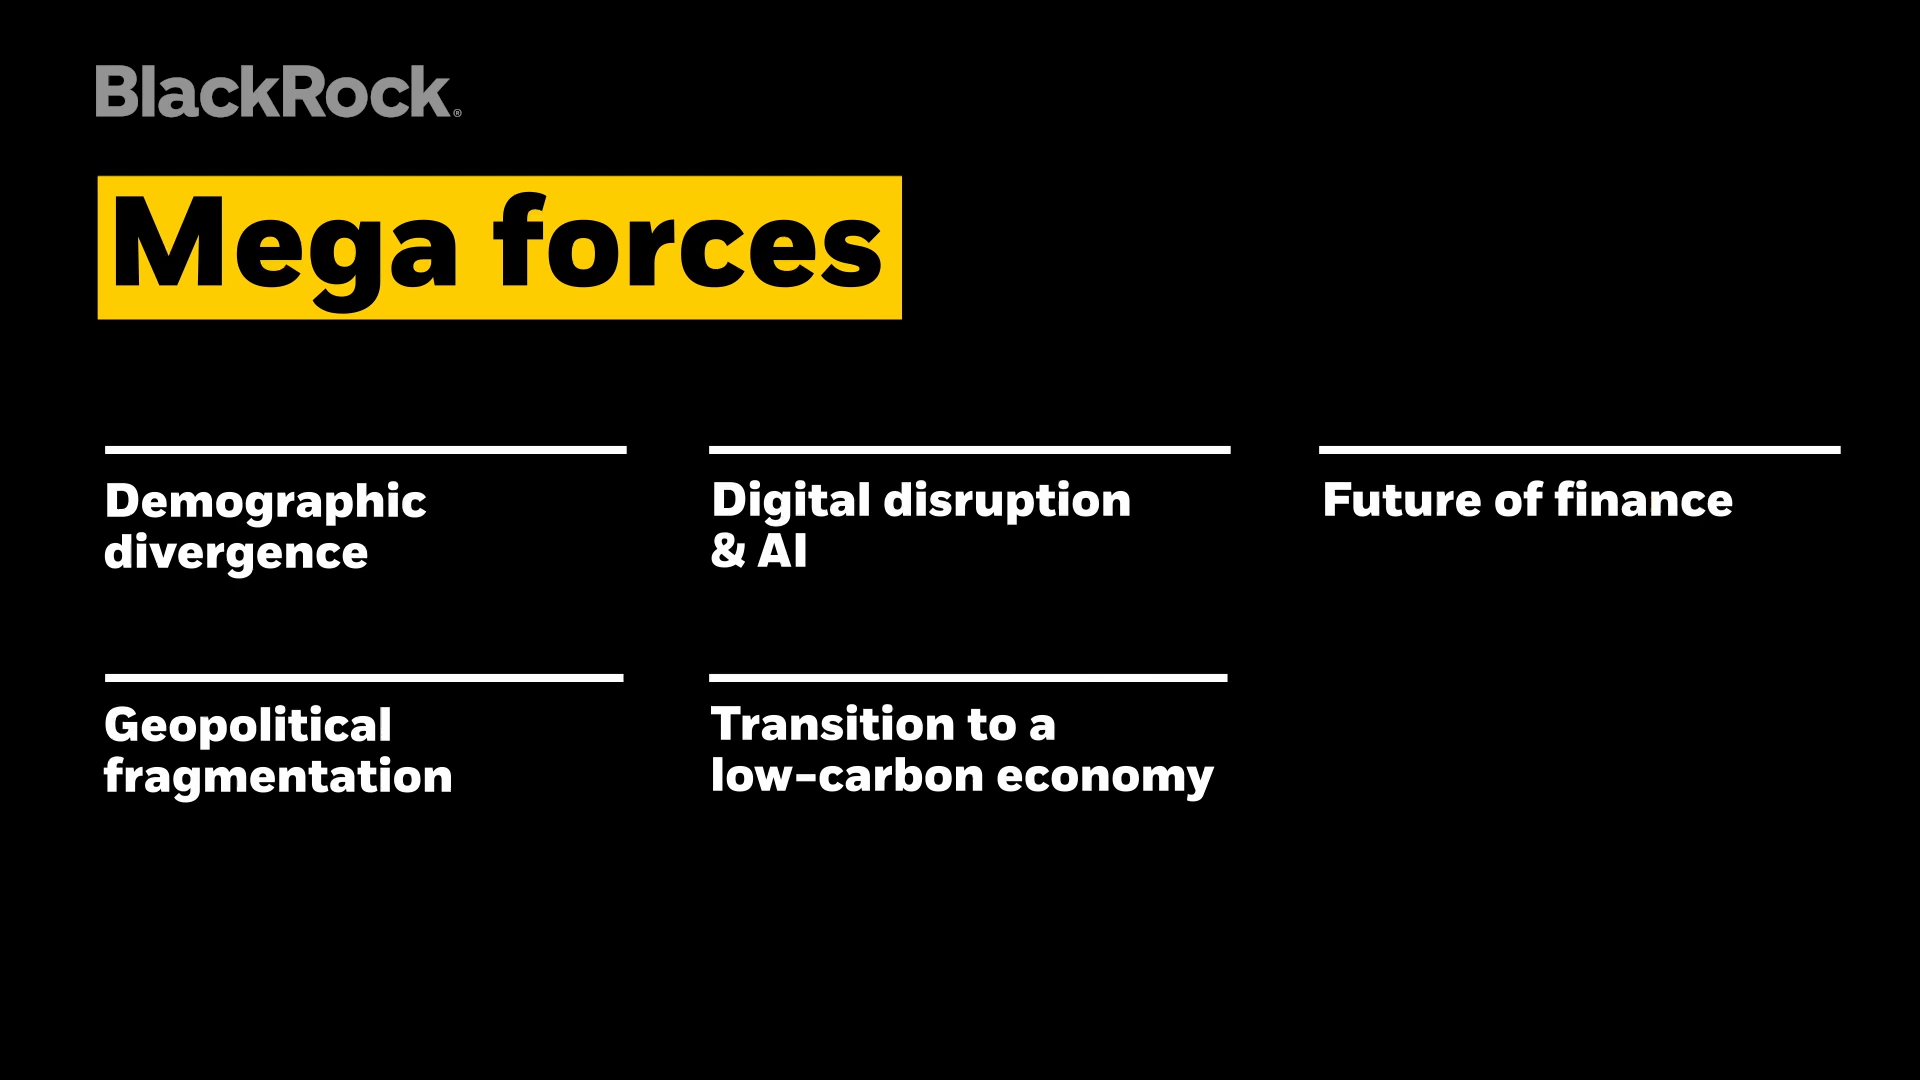 BlackRock®
Mega forces
Demographic
divergence
Digital disruption
& AI
Future of finance
Geopolitical
fragmentation
Transition to a
low-carbon economy